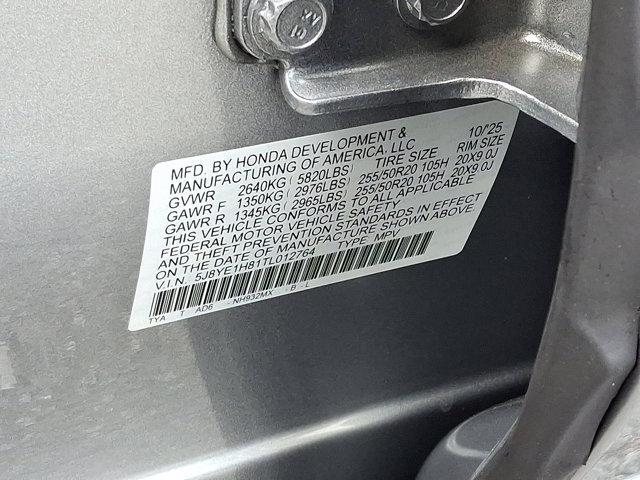 MFD. BY HONDA DEVELOPMENT & 10/'25
MANUFACTURING OF AMERICA, LLC
TIRE SIZE RIM SIZE
GVWR 2640KG(5820LBS)
GAWR F 1350KG(2976LBS) 255/50R20 105H 20X9.0J
GAWR R 1345KG(2965LBS) 255/50R20 105H 20X9.0J
THIS VEHICLE CONFORMS TO ALL APPLICABLE
FEDERAL MOTOR VEHICLE SAFETY
AND THEFT PREVENTION STANDARDS IN EFFECT
ON THE DATE OF MANUFACTURE SHOWN ABOVE.
V.I.N. 5J8YE1H81TL012764 TYPE MPV
TYA T AD6 -NH932MX -B-L